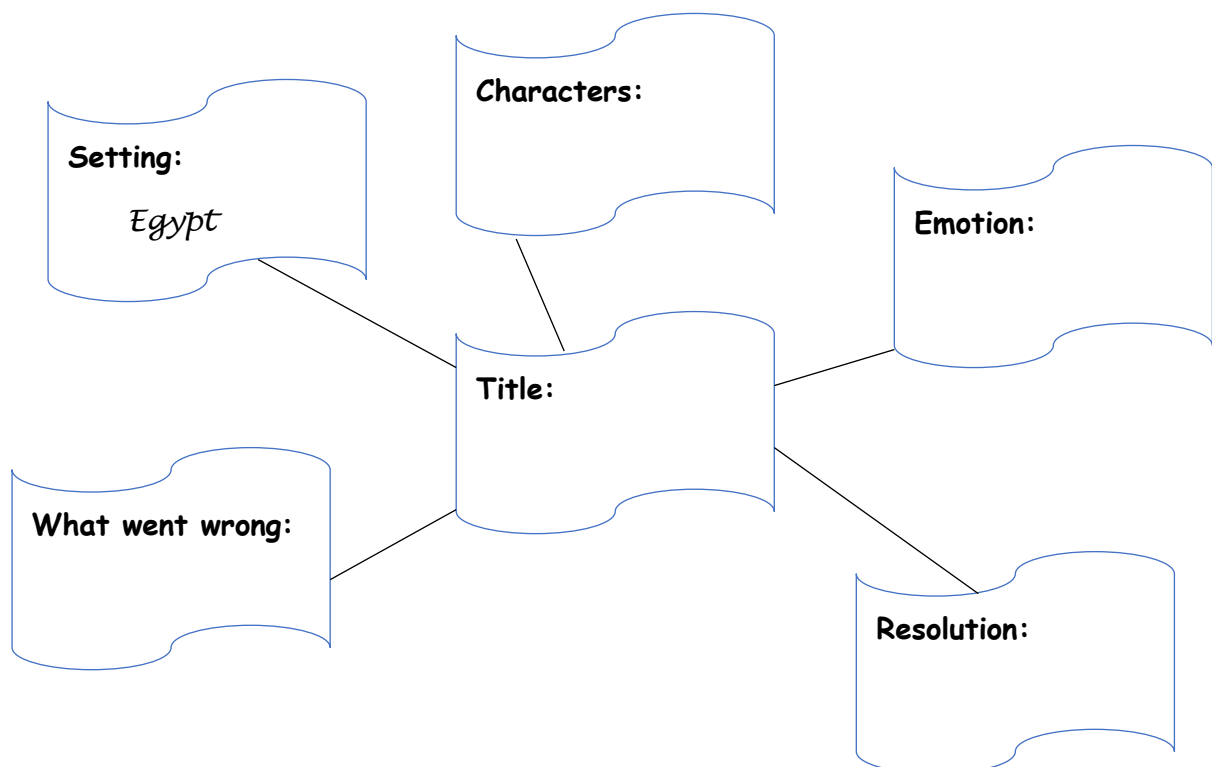 Characters:
Setting:
Egypt
Emotion:
Title:
What went wrong:
Resolution: